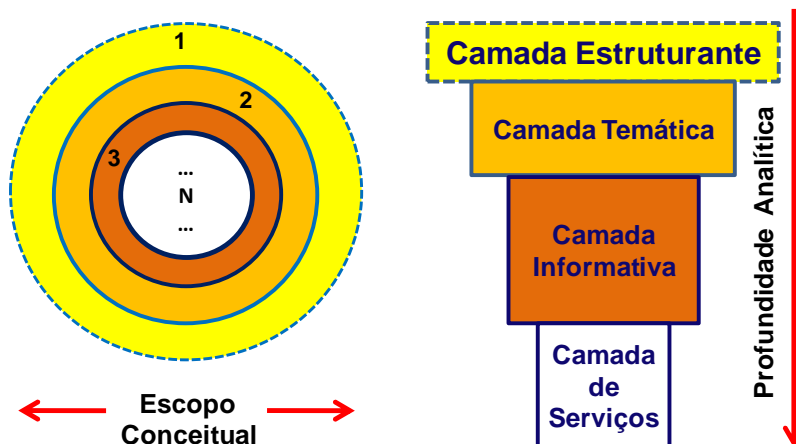 1
2
3
...
N
...
Escopo
Conceitual
Camada Estruturante
Camada Temática
Camada
Informativa
Camada
de
Serviços
Profundidade Analítica